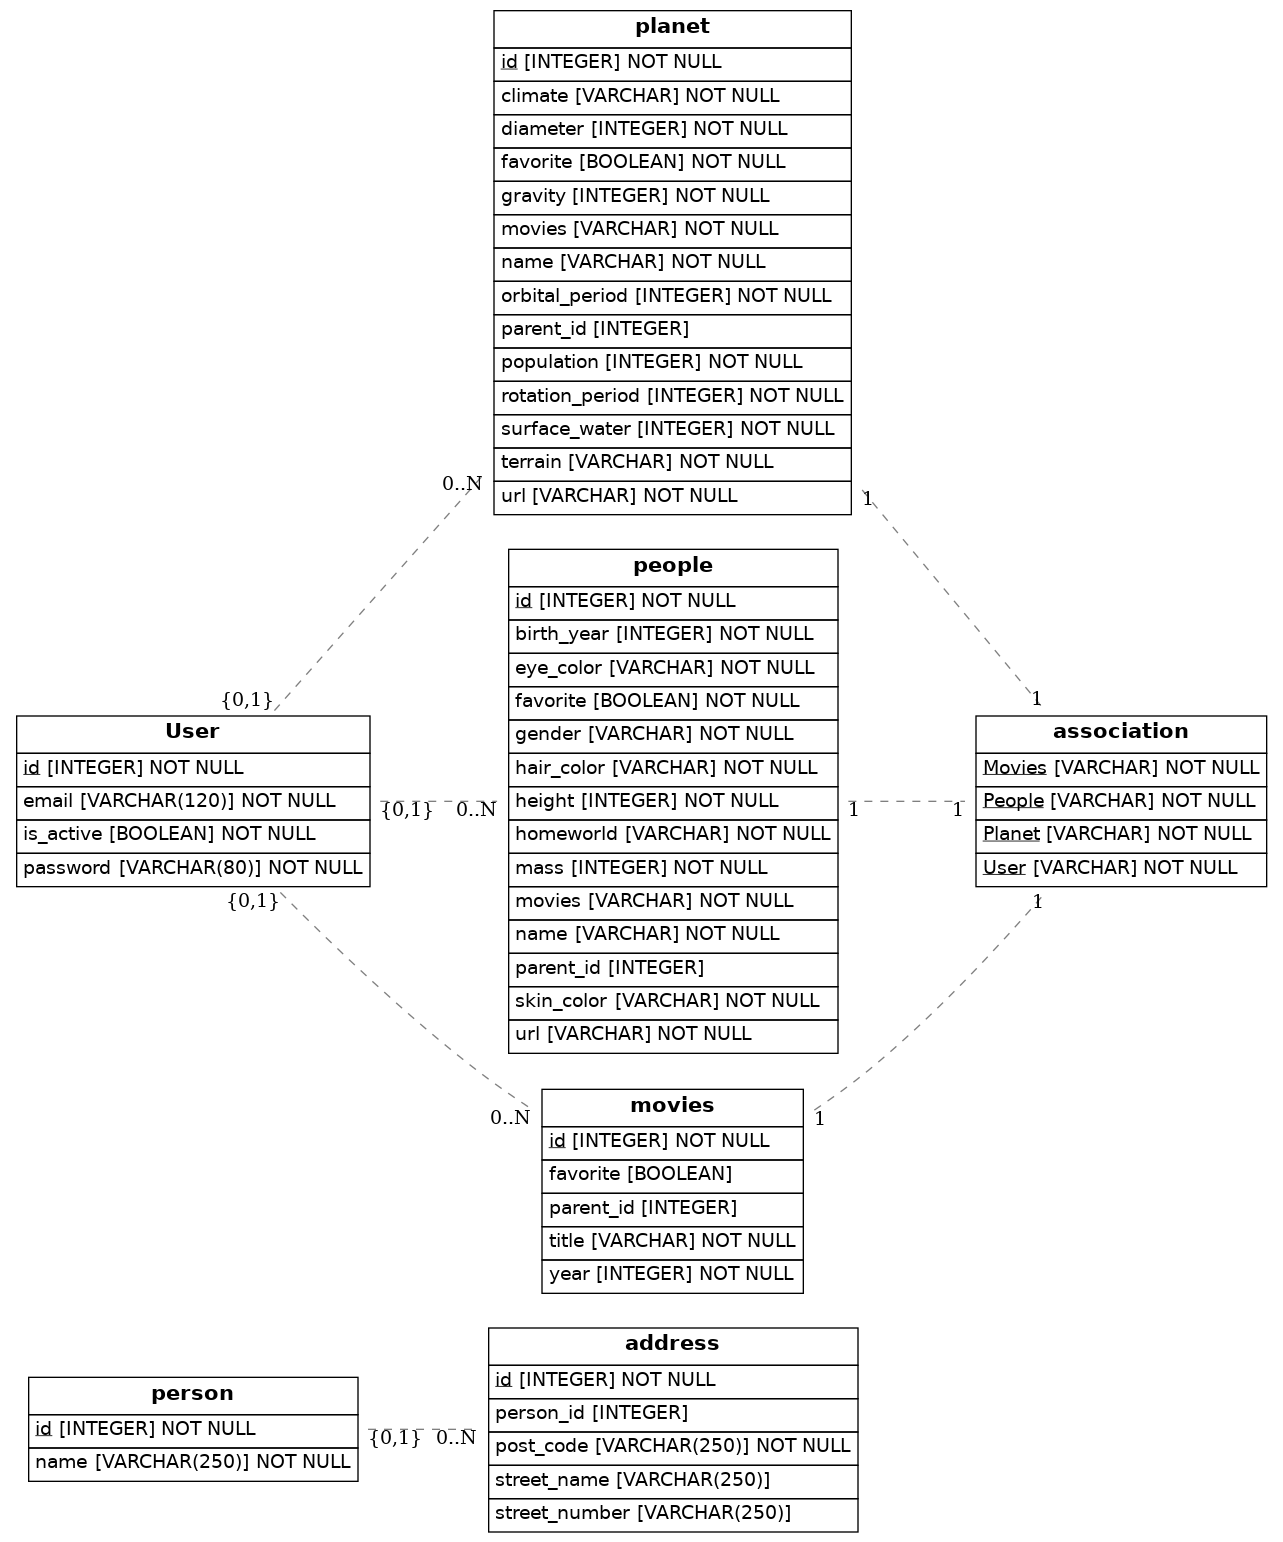 planet
id [INTEGER] NOT NULL
climate [VARCHAR] NOT NULL
diameter [INTEGER] NOT NULL
favorite [BOOLEAN] NOT NULL
gravity [INTEGER] NOT NULL
movies [VARCHAR] NOT NULL
name [VARCHAR] NOT NULL
orbital_period [INTEGER] NOT NULL
parent_id [INTEGER]
population [INTEGER] NOT NULL
rotation_period [INTEGER] NOT NULL
surface_water [INTEGER] NOT NULL
terrain [VARCHAR] NOT NULL
url [VARCHAR] NOT NULL
0..N
1
people
id [INTEGER] NOT NULL
birth_year [INTEGER] NOT NULL
eye_color [VARCHAR] NOT NULL
favorite [BOOLEAN] NOT NULL
gender [VARCHAR] NOT NULL
hair_color [VARCHAR] NOT NULL
height [INTEGER] NOT NULL
homeworld [VARCHAR] NOT NULL
mass [INTEGER] NOT NULL
movies [VARCHAR] NOT NULL
name [VARCHAR] NOT NULL
parent_id [INTEGER]
skin_color [VARCHAR] NOT NULL
url [VARCHAR] NOT NULL
{0,1}
User
id [INTEGER] NOT NULL
email [VARCHAR(120)] NOT NULL
is_active [BOOLEAN] NOT NULL
password [VARCHAR(80)] NOT NULL
{0,1} 0..N
{0,1}
1 1
1
association
Movies [VARCHAR] NOT NULL
People [VARCHAR] NOT NULL
Planet [VARCHAR] NOT NULL
User [VARCHAR] NOT NULL
1
0..N
1
movies
id [INTEGER] NOT NULL
favorite [BOOLEAN]
parent_id [INTEGER]
title [VARCHAR] NOT NULL
year [INTEGER] NOT NULL
person
id [INTEGER] NOT NULL
name [VARCHAR(250)] NOT NULL
{0,1} 0..N
address
id [INTEGER] NOT NULL
person_id [INTEGER]
post_code [VARCHAR(250)] NOT NULL
street_name [VARCHAR(250)]
street_number [VARCHAR(250)]